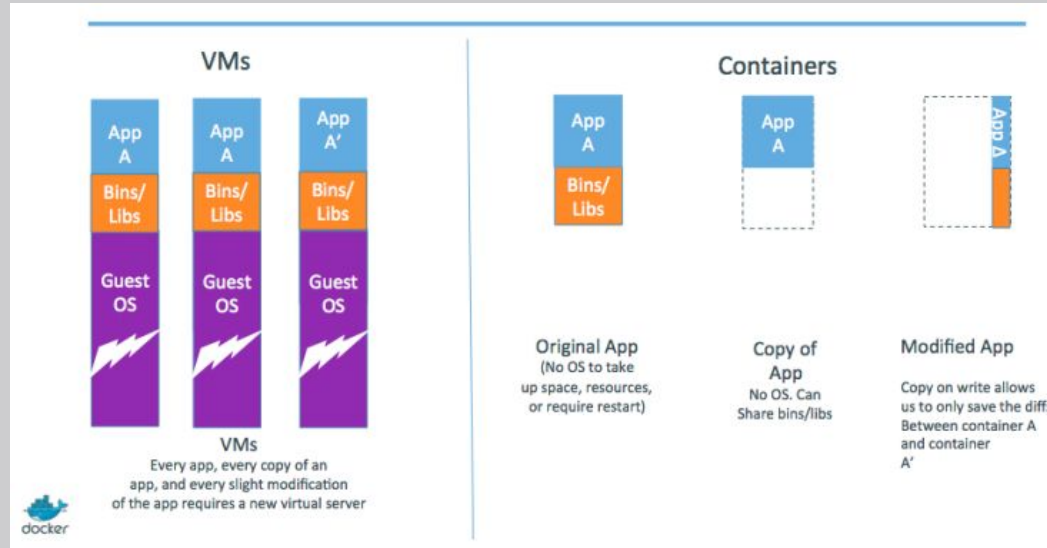 VMs
App
A
Bins/
Libs
Guest
OS
App
A
Bins/
Libs
Guest
OS
App
A'
Bins/
Libs
Guest
OS
VMs
Every app, every copy of an
app, and every slight modification
of the app requires a new virtual server
docker
Containers
App
A
Bins/
Libs
Original App
(No OS to take
up space, resources,
or require restart)
App
A
Copy of
App
No OS. Can
Share bins/libs
App A
Modified App
Copy on write allows
us to only save the diff
Between container A
and container
A'